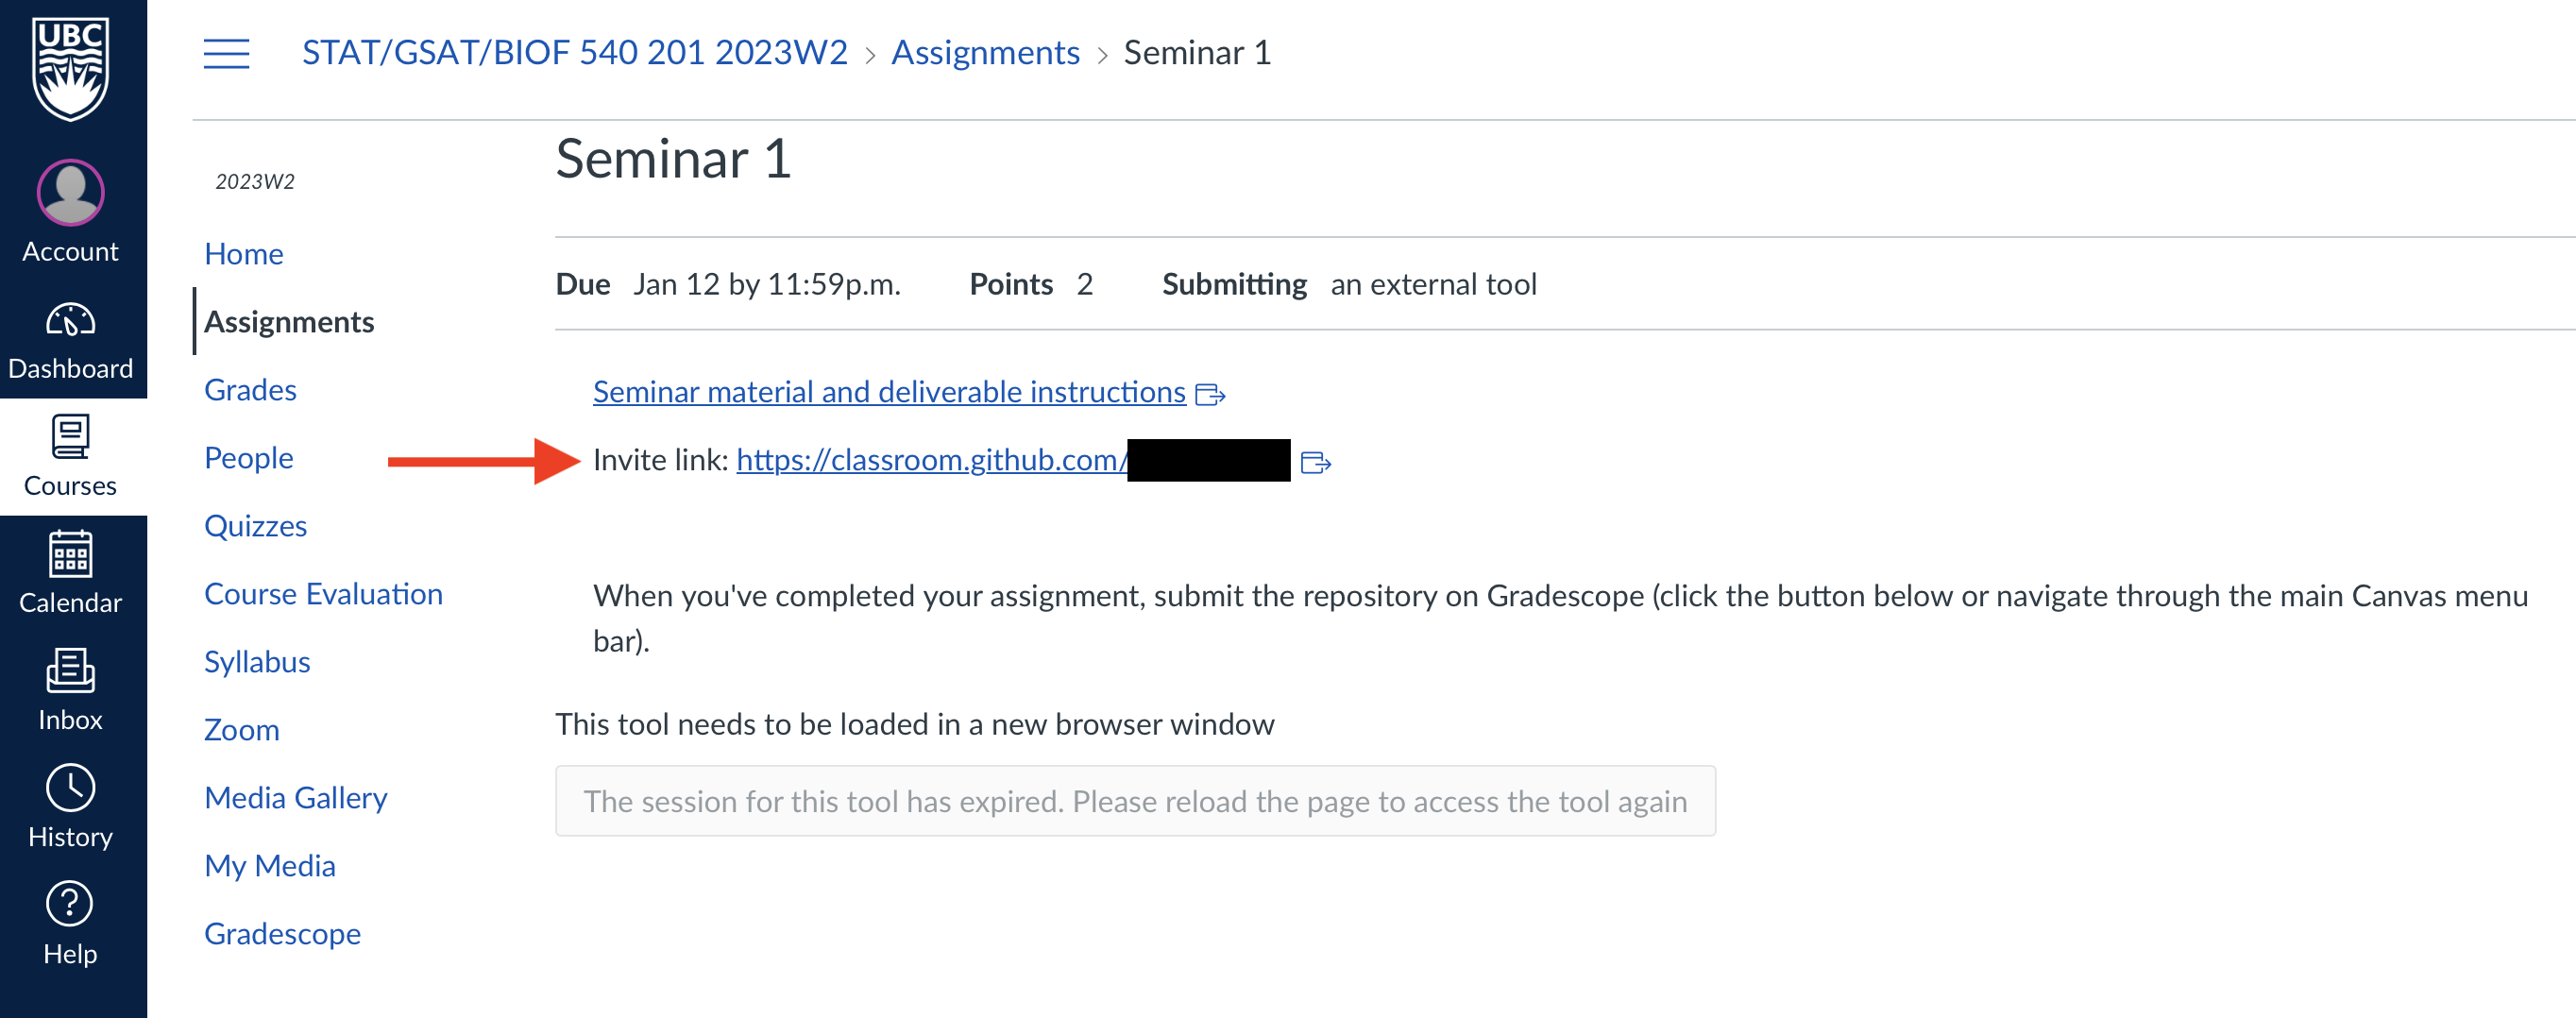 UBC
Account
Dashboard
Courses
Calendar
Inbox
History
Help
STAT/GSAT/BIOF 540 201 2023W2 > Assignments > Seminar 1
2023W2
Home
Assignments
Grades
People
Quizzes
Course Evaluation
Syllabus
Zoom
Media Gallery
My Media
Gradescope
Seminar 1
Due Jan 12 by 11:59p.m. Points 2 Submitting an external tool
Seminar material and deliverable instructions
Invite link: https://classroom.github.com/
When you've completed your assignment, submit the repository on Gradescope (click the button below or navigate through the main Canvas menu
bar).
This tool needs to be loaded in a new browser window
The session for this tool has expired. Please reload the page to access the tool again